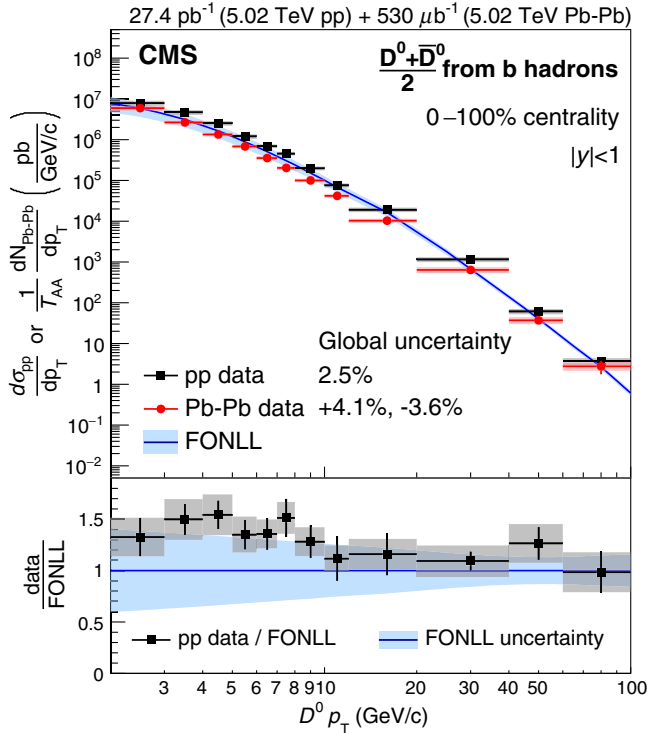 27.4 pb⁻¹ (5.02 TeV pp) + 530 μb⁻¹ (5.02 TeV Pb-Pb)
CMS
D⁰+D̅⁰/2 from b hadrons
0–100% centrality
|y|<1
dσpp/dpT or 1/TAA dNPb-Pb/dpT (pb/GeV/c)
10⁷
10⁶
10⁵
10⁴
10³
10²
10
1
10⁻¹
10⁻²
Global uncertainty
pp data 2.5%
Pb-Pb data +4.1%, -3.6%
FONLL
data/FONLL
1.5
1
0.5
0
pp data / FONLL FONLL uncertainty
3 4 5 6 7 8 910 20 30 40 50 100
D⁰ pT (GeV/c)